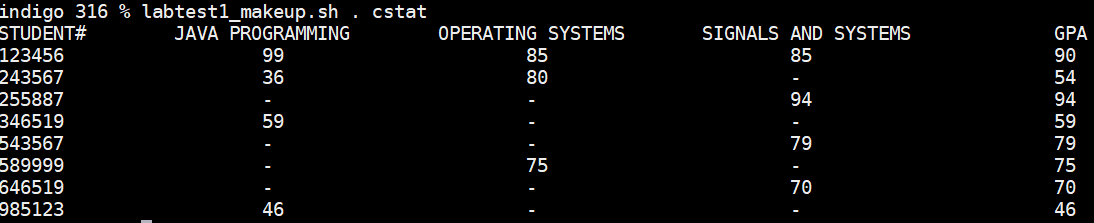 indigo 316 % labtest1_makeup.sh . cstat
STUDENT# JAVA PROGRAMMING OPERATING SYSTEMS SIGNALS AND SYSTEMS GPA
123456 99 85 85 90
243567 36 80 - 54
255887 - - 94 94
346519 59 - - 59
543567 - - 79 79
589999 - 75 - 75
646519 - - 70 70
985123 46 - - 46